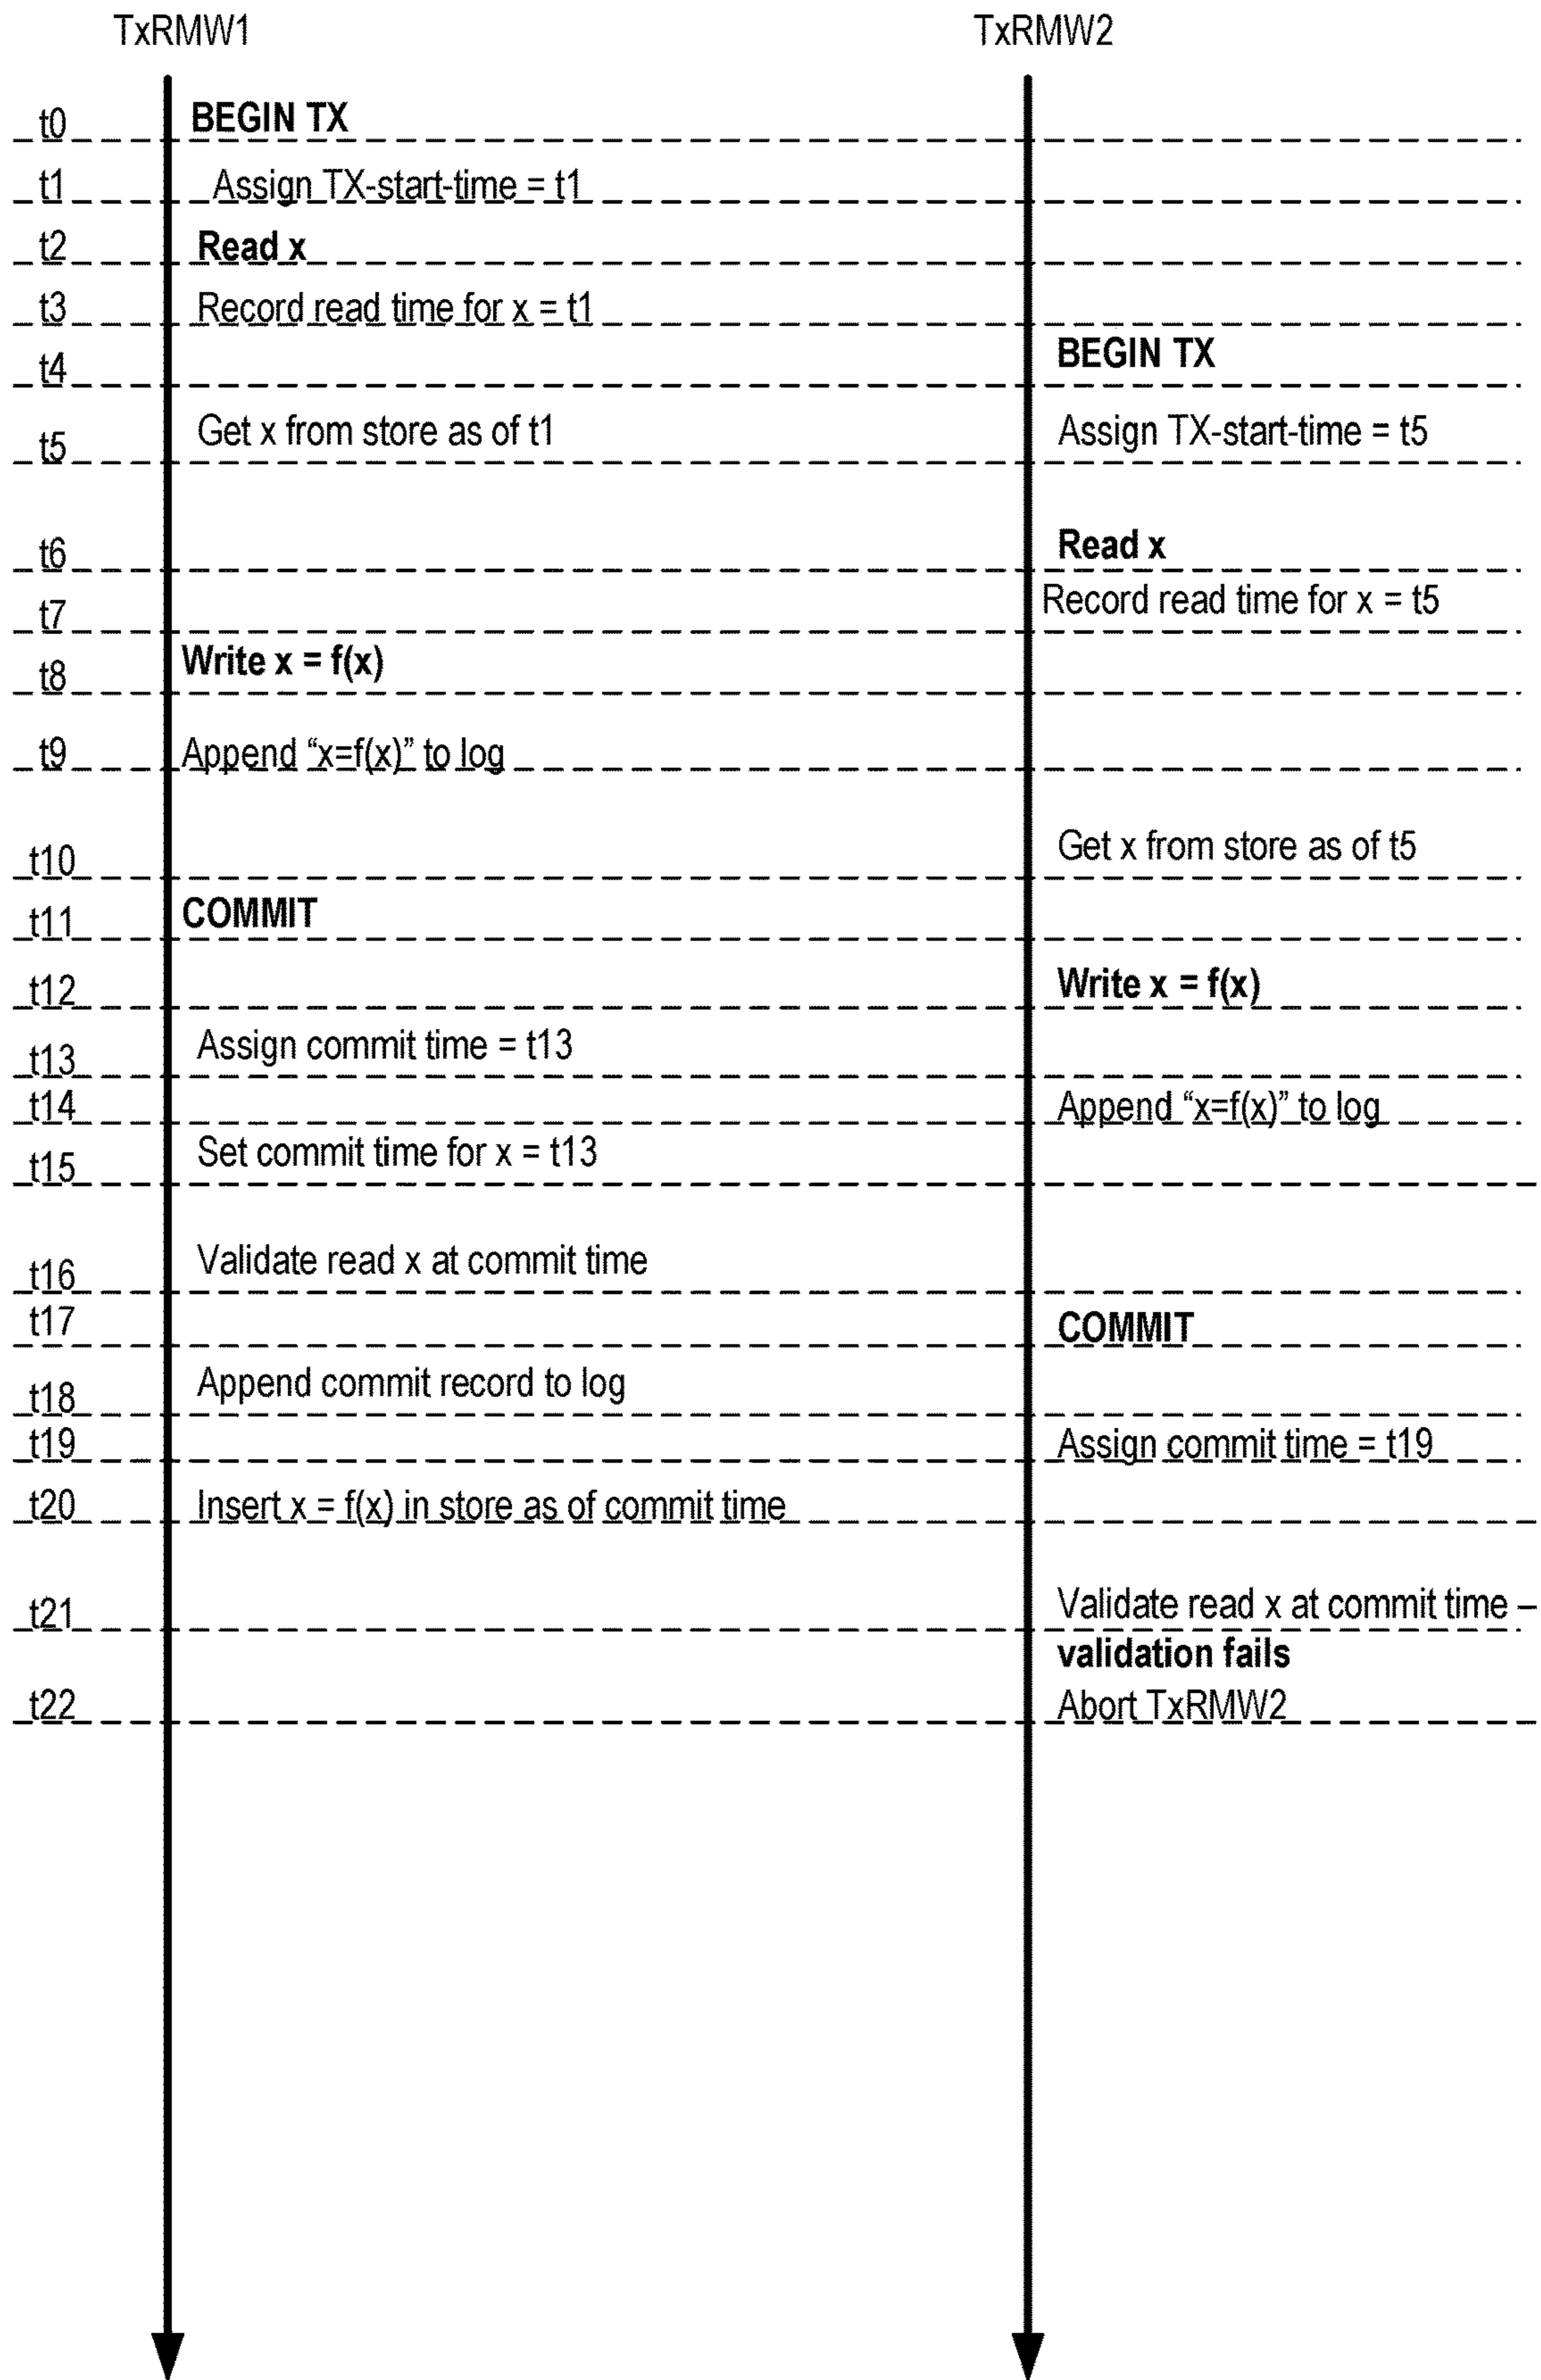 TxRMW1 TxRMW2
t0 BEGIN TX
t1 Assign TX-start-time = t1
t2 Read x
t3 Record read time for x = t1
t4 BEGIN TX
t5 Get x from store as of t1 Assign TX-start-time = t5
t6 Read x
t7 Record read time for x = t5
t8 Write x = f(x)
t9 Append “x=f(x)” to log
t10 Get x from store as of t5
t11 COMMIT
t12 Write x = f(x)
t13 Assign commit time = t13
t14 Append “x=f(x)” to log
t15 Set commit time for x = t13
t16 Validate read x at commit time
t17 COMMIT
t18 Append commit record to log
t19 Assign commit time = t19
t20 Insert x = f(x) in store as of commit time
t21 Validate read x at commit time –
validation fails
t22 Abort TxRMW2